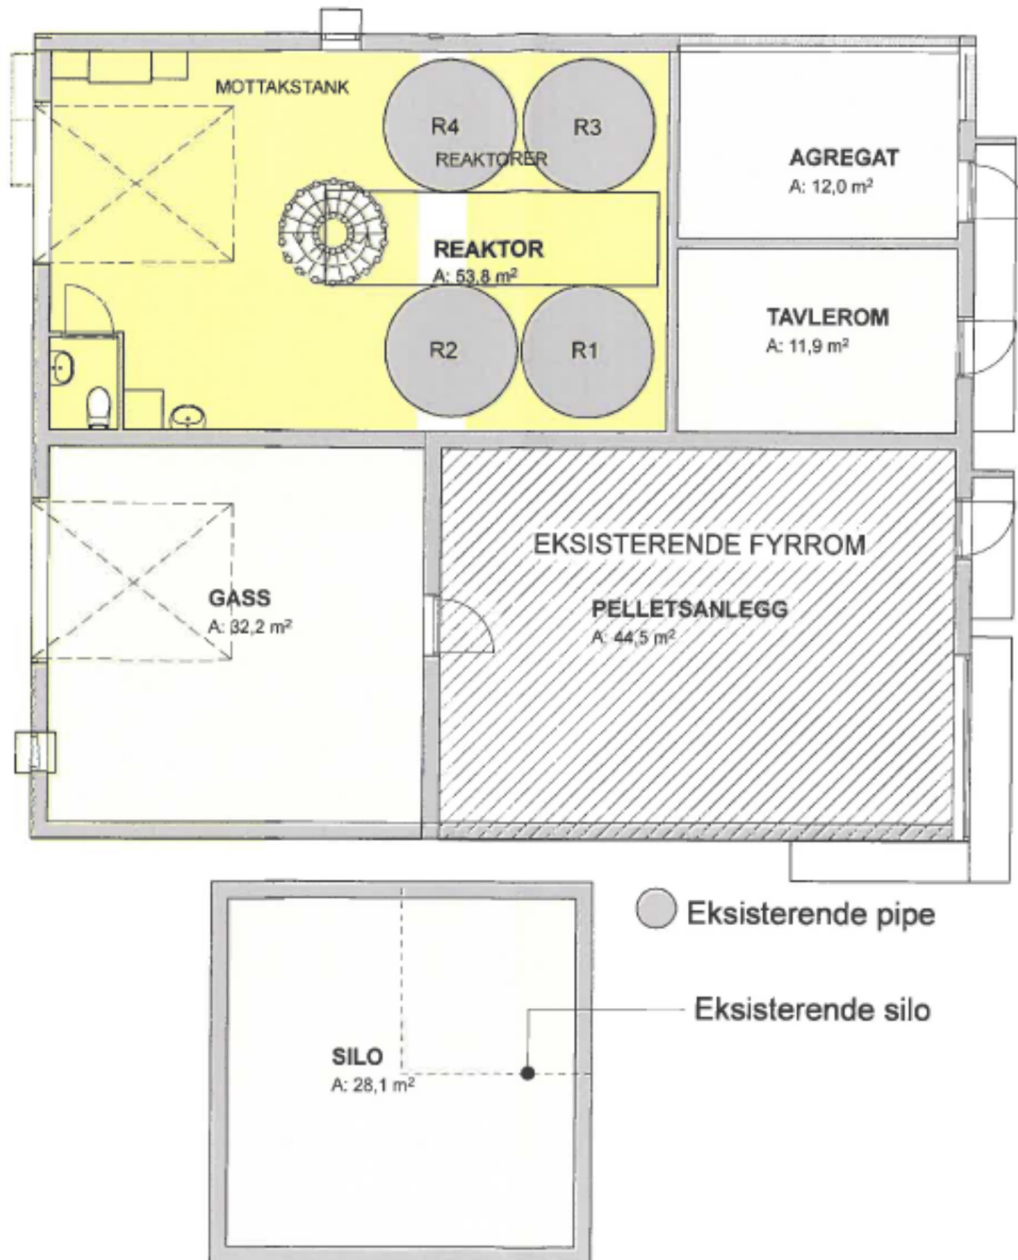 MOTTAKSTANK
R4
R3
REAKTORER
REAKTOR
A: 53,8 m²
R2
R1
AGREGAT
A: 12,0 m²
TAVLEROM
A: 11,9 m²
GASS
A: 32,2 m²
EKSISTERENDE FYRROM
PELLETSANLEGG
A: 44,5 m²
Eksisterende pipe
Eksisterende silo
SILO
A: 28,1 m²